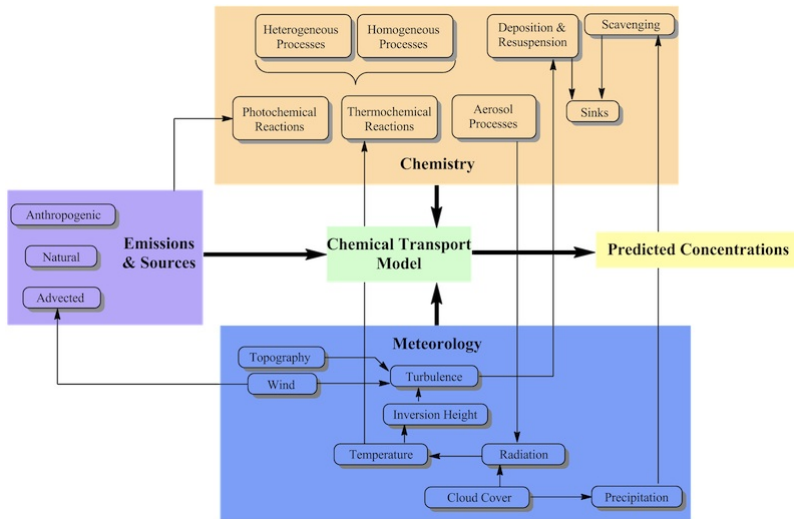 Heterogeneous
Processes
Homogeneous
Processes
Deposition &
Resuspension
Scavenging
Photochemical
Reactions
Thermochemical
Reactions
Aerosol
Processes
Sinks
Chemistry
Anthropogenic
Natural
Advected
Emissions
& Sources
Chemical Transport
Model
Predicted Concentrations
Meteorology
Topography
Wind
Turbulence
Inversion Height
Temperature
Radiation
Cloud Cover
Precipitation